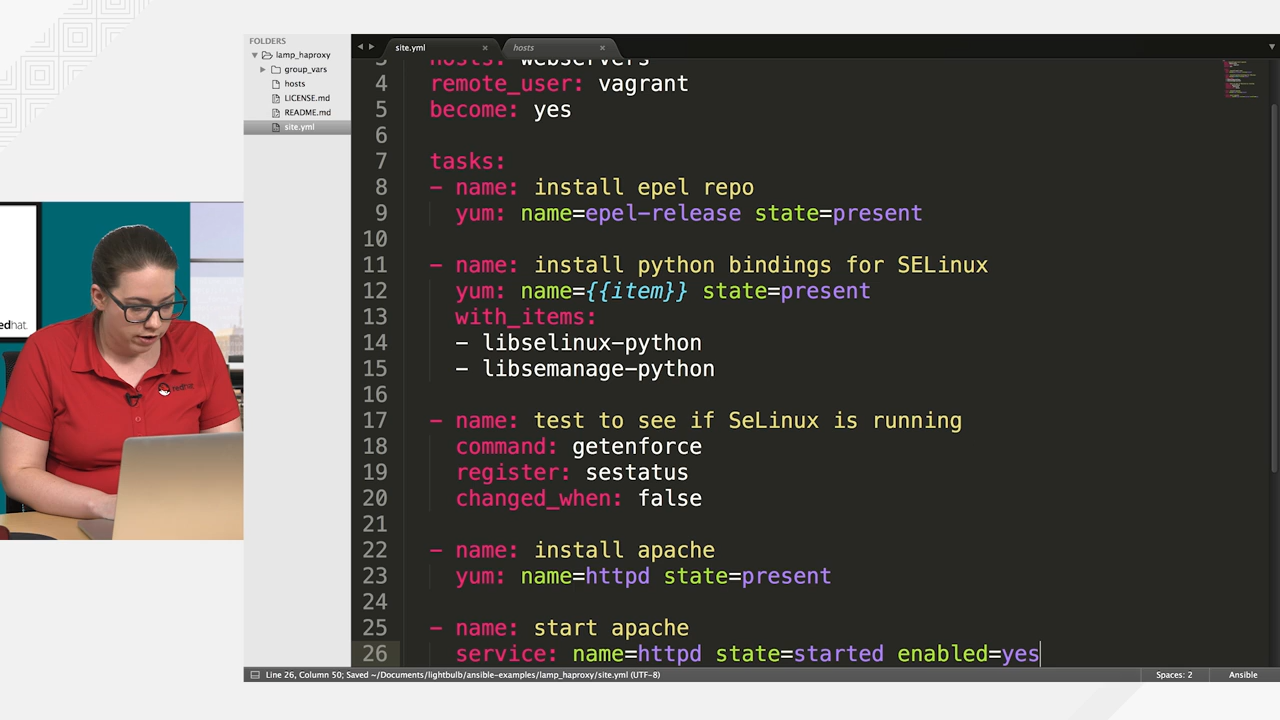 FOLDERS
lamp_haproxy
group_vars
hosts
LICENSE.md
README.md
site.yml
site.yml
hosts
3 hosts: webservers
4 remote_user: vagrant
5 become: yes
6
7 tasks:
8 - name: install epel repo
9 yum: name=epel-release state=present
10
11 - name: install python bindings for SELinux
12 yum: name={{item}} state=present
13 with_items:
14 - libselinux-python
15 - libsemanage-python
16
17 - name: test to see if SeLinux is running
18 command: getenforce
19 register: sestatus
20 changed_when: false
21
22 - name: install apache
23 yum: name=httpd state=present
24
25 - name: start apache
26 service: name=httpd state=started enabled=yes
Line 26, Column 50; Saved ~/Documents/lightbulb/ansible-examples/lamp_haproxy/site.yml (UTF-8)
Spaces: 2
Ansible
edhat.
redhat